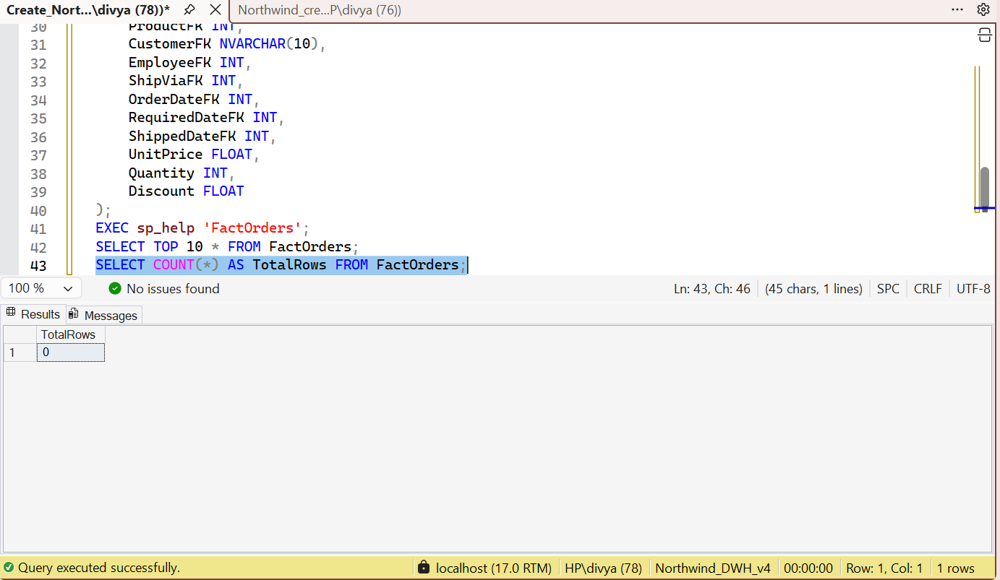 Create_Nort...\divya (78))*
Northwind_cre...P\divya (76))
30 ProductFK INT,
31 CustomerFK NVARCHAR(10),
32 EmployeeFK INT,
33 ShipViaFK INT,
34 OrderDateFK INT,
35 RequiredDateFK INT,
36 ShippedDateFK INT,
37 UnitPrice FLOAT,
38 Quantity INT,
39 Discount FLOAT
40 );
41 EXEC sp_help 'FactOrders';
42 SELECT TOP 10 * FROM FactOrders;
43 SELECT COUNT(*) AS TotalRows FROM FactOrders;
100 % No issues found Ln: 43, Ch: 46 (45 chars, 1 lines) SPC CRLF UTF-8
Results Messages
TotalRows
1 0
Query executed successfully. localhost (17.0 RTM) HP\divya (78) Northwind_DWH_v4 00:00:00 Row: 1, Col: 1 1 rows